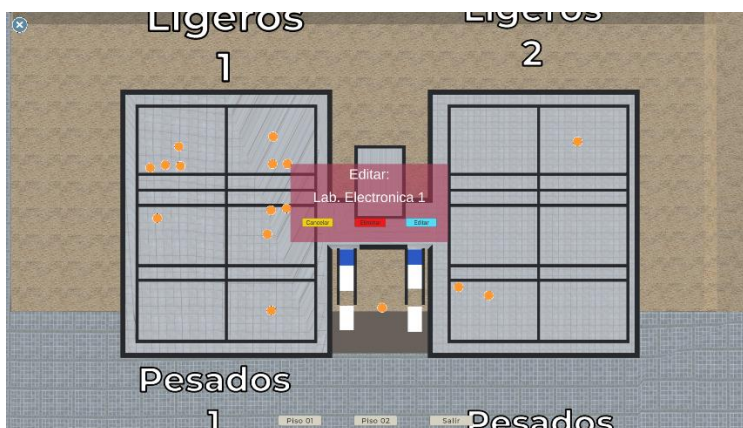 Ligeros
1
Ligeros
2
Editar:
Lab. Electronica 1
Cancelar
Eliminar
Editar
Pesados
1
Pesados
Piso 01
Piso 02
Salir